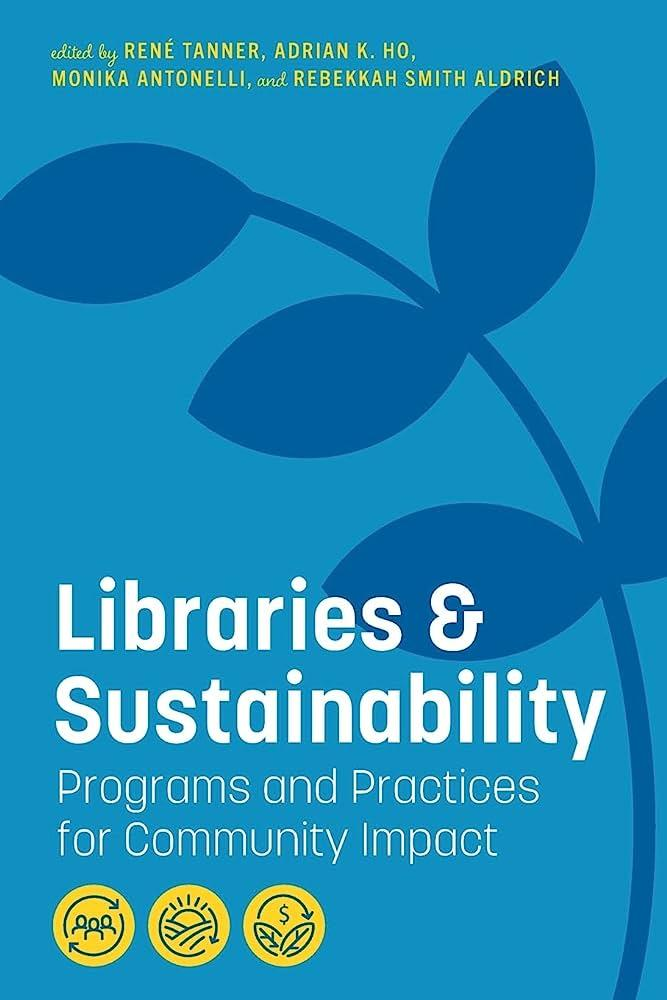 edited by RENÉ TANNER, ADRIAN K. HO,
MONIKA ANTONELLI, and REBEKKAH SMITH ALDRICH
Libraries &
Sustainability
Programs and Practices
for Community Impact
$